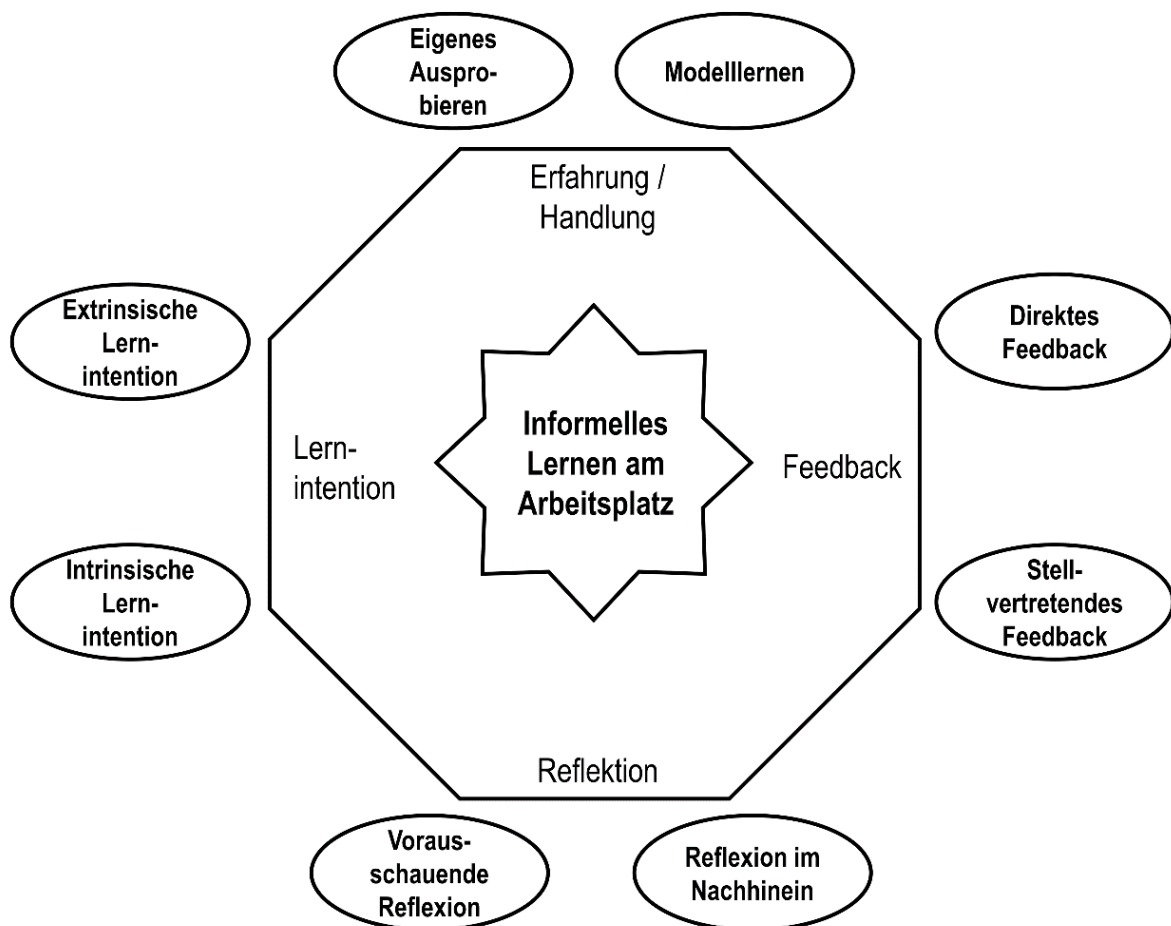 Eigenes
Auspro-
bieren
Modelllernen
Erfahrung /
Handlung
Extrinsische
Lern-
intention
Direktes
Feedback
Lern-
intention
Informelles
Lernen am
Arbeitsplatz
Feedback
Intrinsische
Lern-
intention
Stell-
vertretendes
Feedback
Reflektion
Voraus-
schauende
Reflexion
Reflexion im
Nachhinein